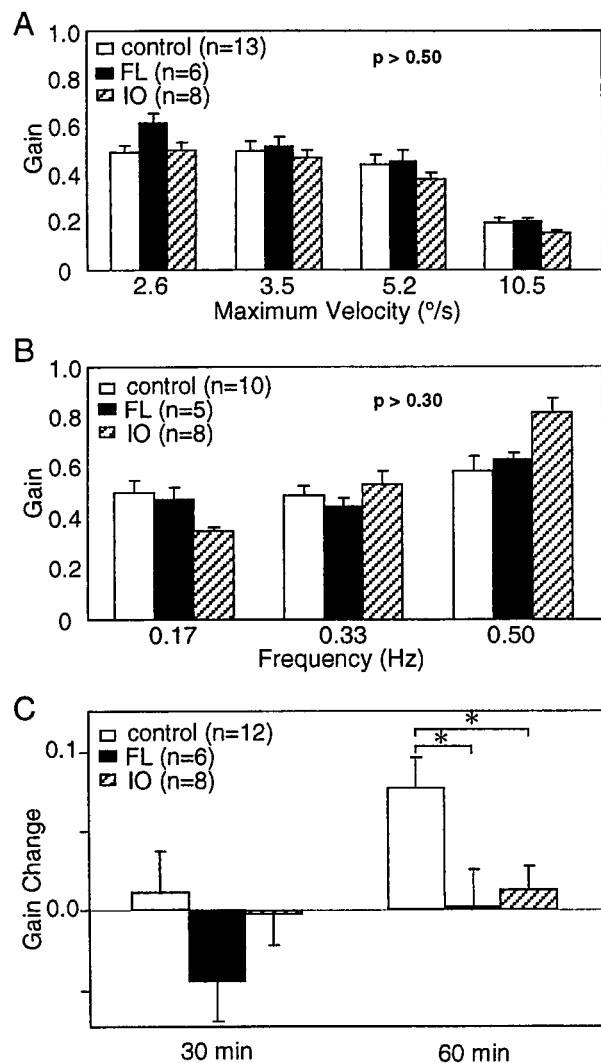 A
1.0
0.8
0.6
0.4
0.2
0
Gain
control (n=13)
FL (n=6)
IO (n=8)
p > 0.50
2.6 3.5 5.2 10.5
Maximum Velocity (°/s)
B
1.0
0.8
0.6
0.4
0.2
0
Gain
control (n=10)
FL (n=5)
IO (n=8)
p > 0.30
0.17 0.33 0.50
Frequency (Hz)
C
0.1
0.0
Gain Change
control (n=12)
FL (n=6)
IO (n=8)
*
*
30 min 60 min